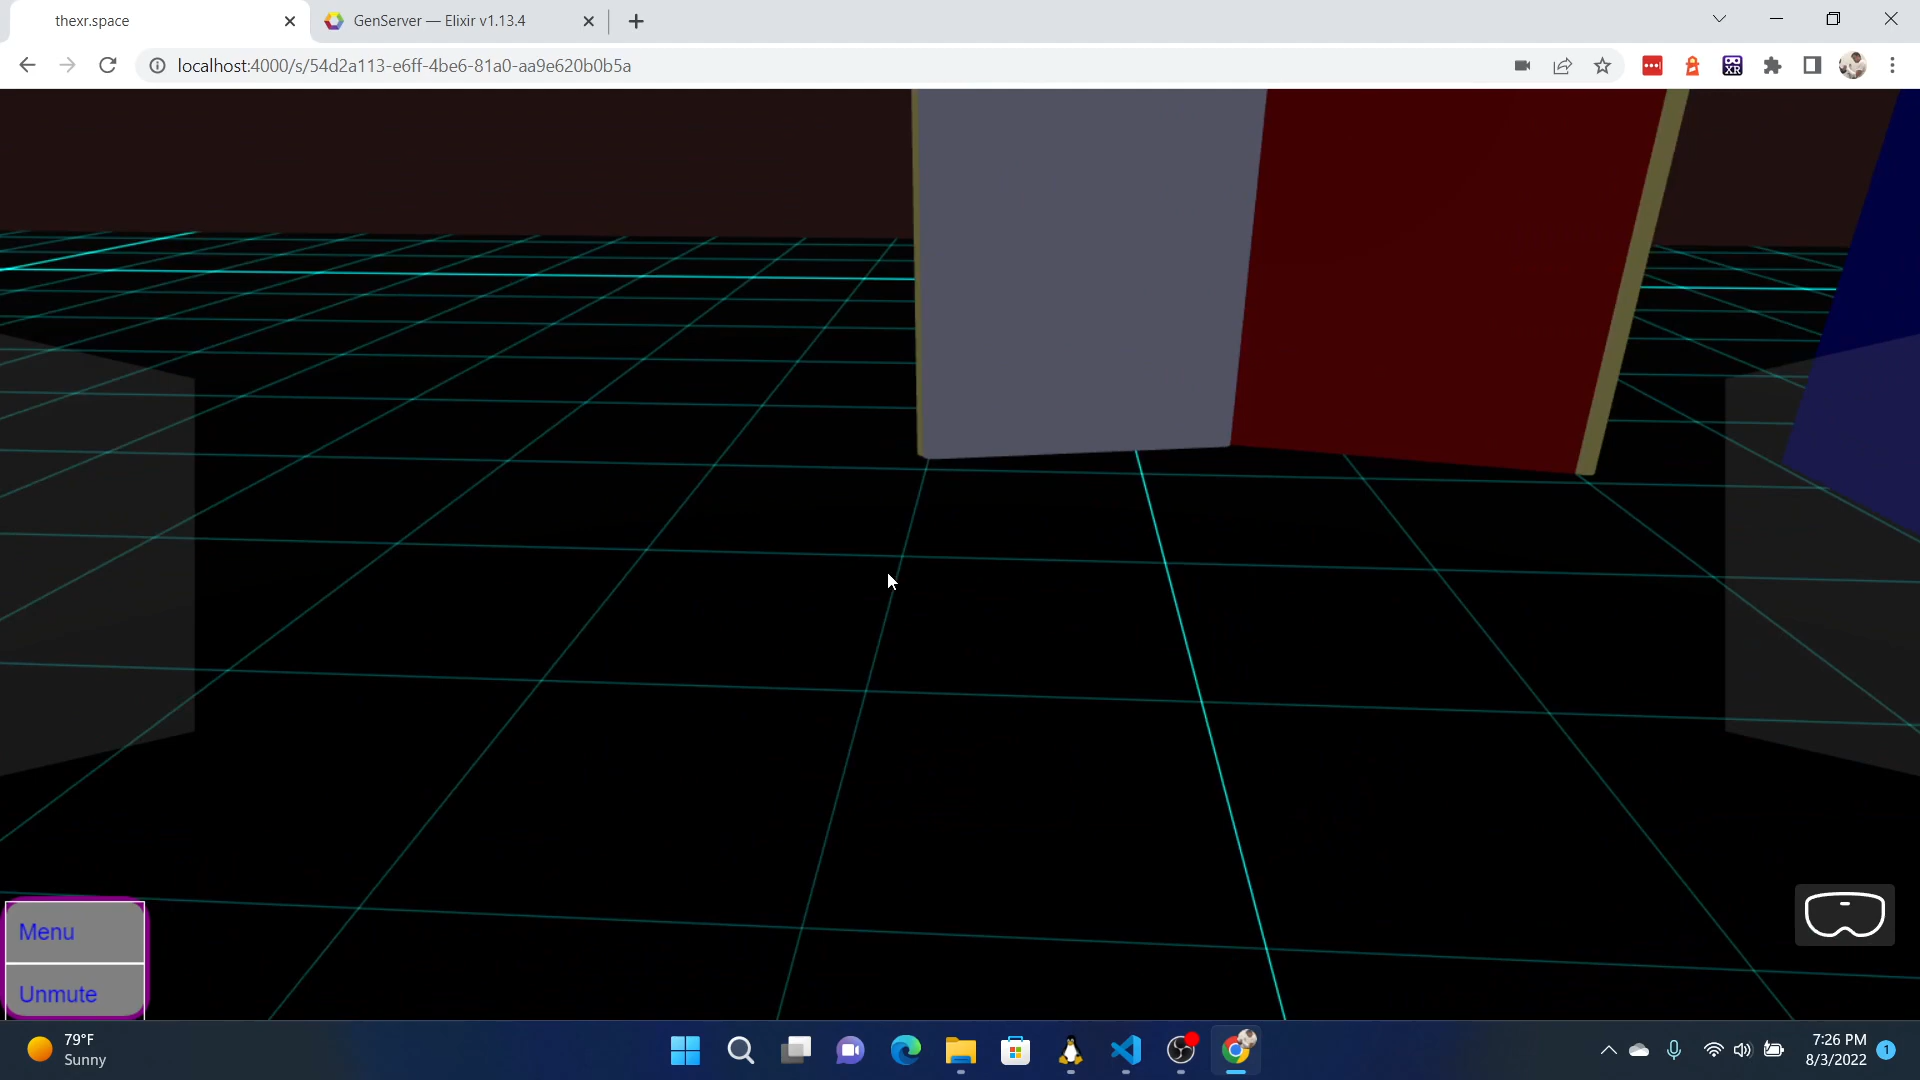 thexr.space
GenServer — Elixir v1.13.4
localhost:4000/s/54d2a113-e6ff-4be6-81a0-aa9e620b0b5a
XR
Menu
Unmute
79°F
Sunny
7:26 PM
8/3/2022
1